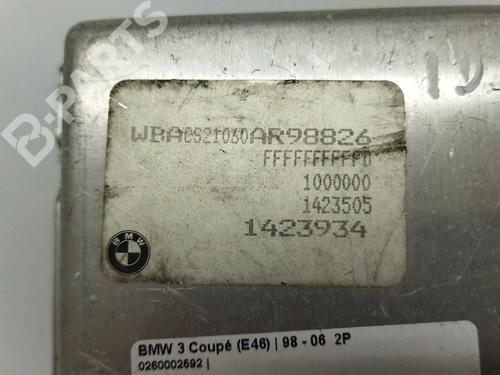 B-PARTS
WBACS21060AR98826
FFFFFFFFFFD
1000000
1423505
1423934
BMW
BMW 3 Coupé (E46) | 98 - 06 2P
0260002592 |